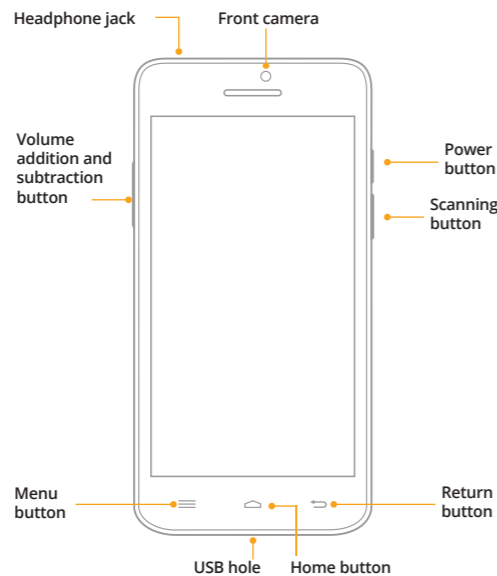 Headphone jack
Front camera
Volume
addition and
subtraction
button
Power
button
Scanning
button
Menu
button
Return
button
USB hole
Home button